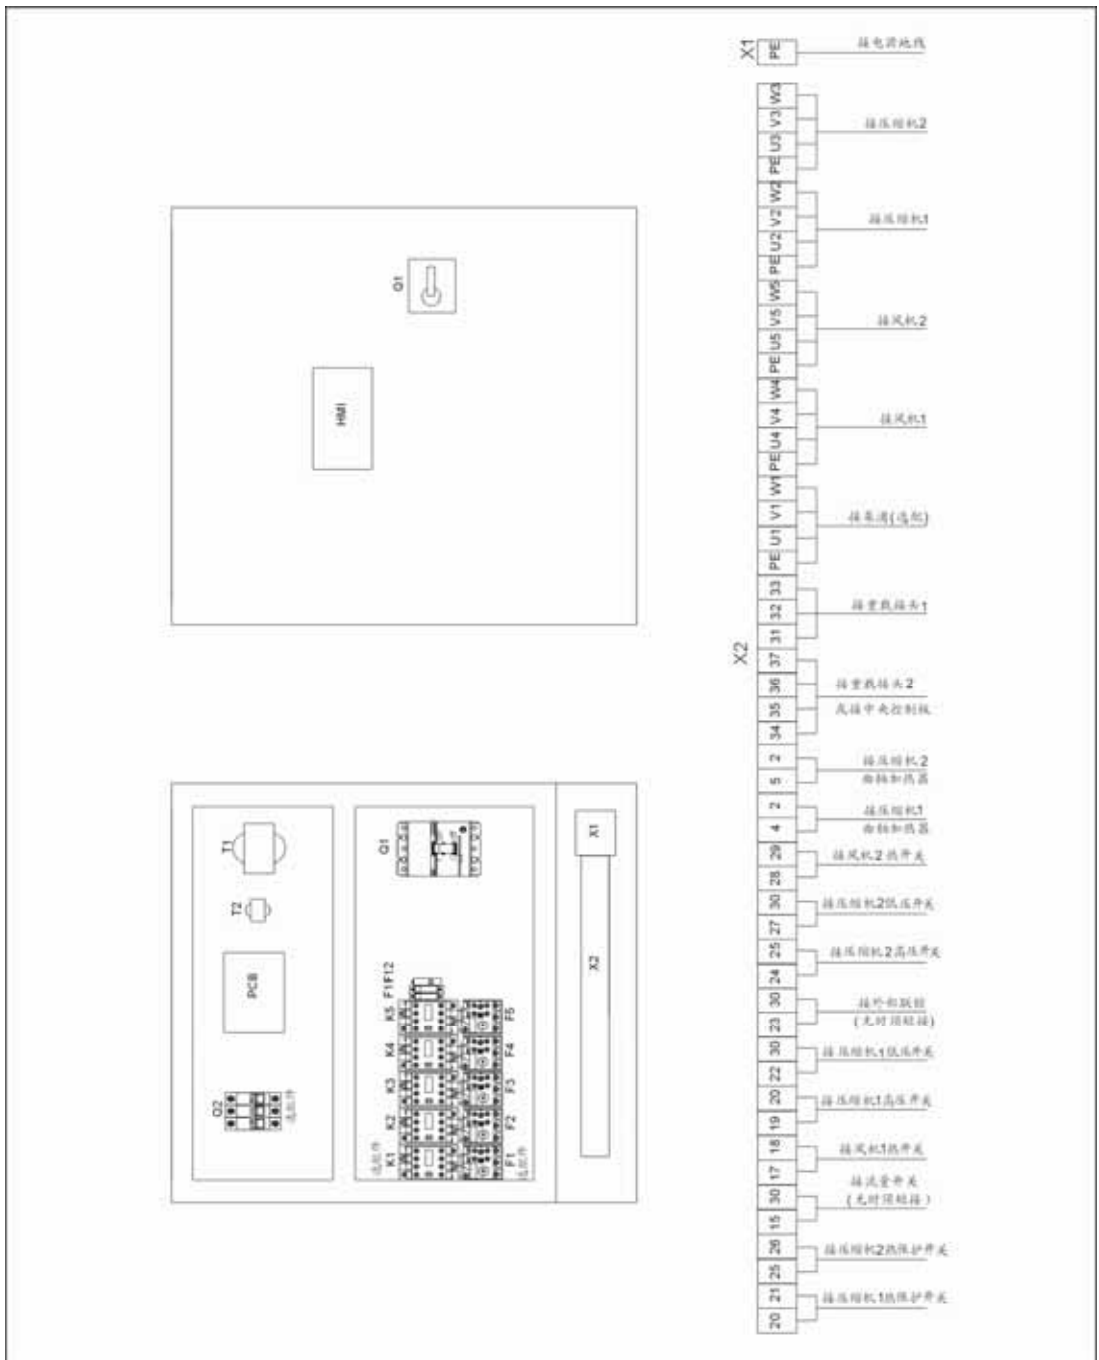 X1
PE
接电源地线
W3
V3
U3
PE
接压缩机2
W2
V2
U2
PE
接压缩机1
W5
V5
U5
PE
接风机2
W4
V4
U4
PE
接风机1
W1
V1
U1
PE
接泵浦(选配)
33
32
31
接重载接头1
X2
37
36
35
34
接重载接头2
或接中央控制板
2
5
接压缩机2
曲轴加热器
2
4
接压缩机1
曲轴加热器
29
28
接风机2热开关
30
27
接压缩机2低压开关
25
24
接压缩机2高压开关
30
23
接外部联锁
(无时须短接)
30
22
接压缩机1低压开关
20
19
接压缩机1高压开关
18
17
接风机1热开关
30
15
接流量开关
(无时须短接)
26
25
接压缩机2热保护开关
21
20
接压缩机1热保护开关
Q1
HMI
T1
T2
PCB
Q2
选配件
Q1
F11
F12
K5
K4
K3
K2
K1
选配件
F5
F4
F3
F2
F1
选配件
X1
X2